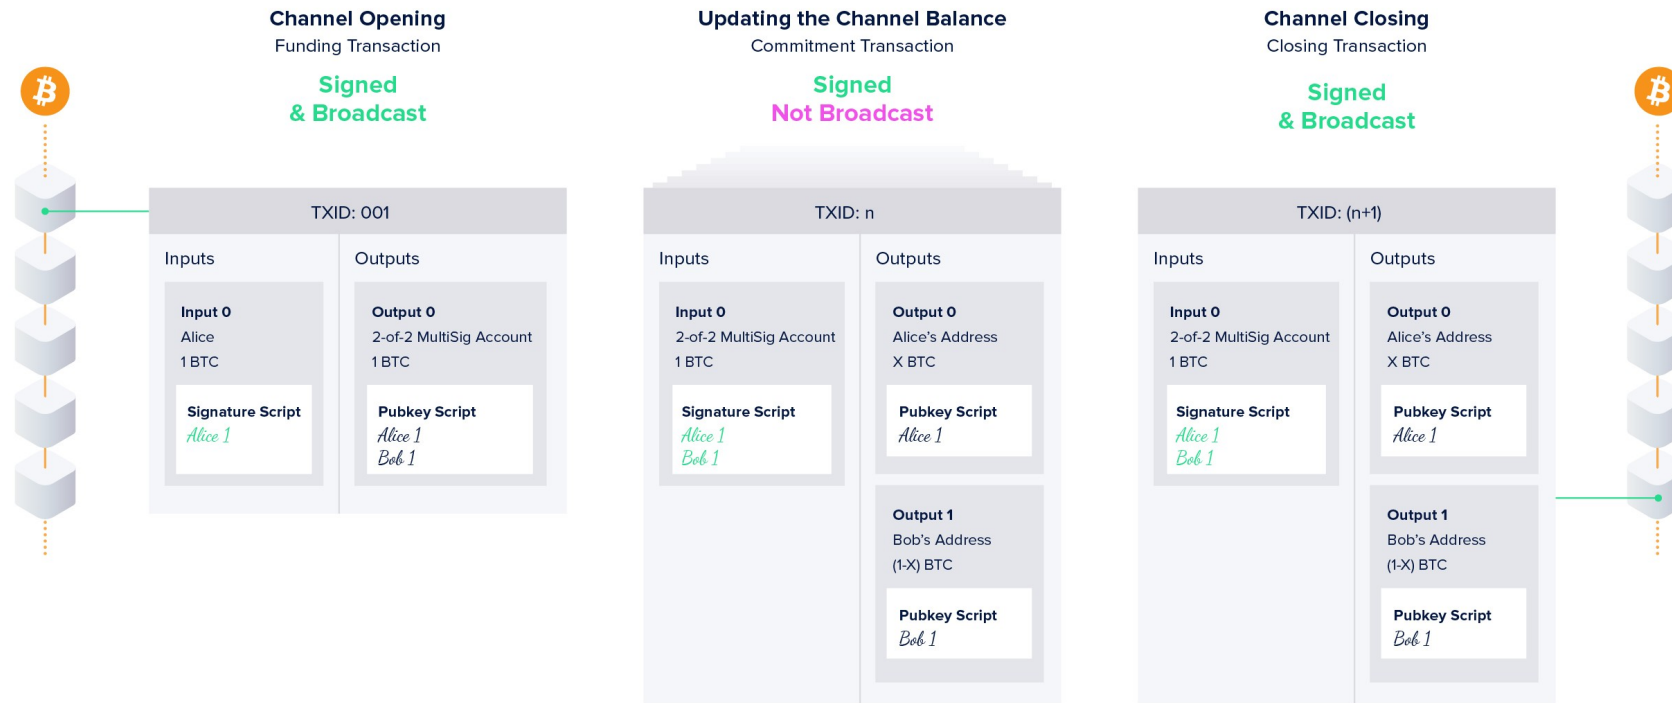 Channel Opening
Funding Transaction
Signed
& Broadcast
TXID: 001
Inputs
Input 0
Alice
1 BTC
Signature Script
Alice 1
Outputs
Output 0
2-of-2 MultiSig Account
1 BTC
Pubkey Script
Alice 1
Bob 1
Updating the Channel Balance
Commitment Transaction
Signed
Not Broadcast
TXID: n
Inputs
Input 0
2-of-2 MultiSig Account
1 BTC
Signature Script
Alice 1
Bob 1
Outputs
Output 0
Alice's Address
X BTC
Pubkey Script
Alice 1
Output 1
Bob's Address
(1-X) BTC
Pubkey Script
Bob 1
Channel Closing
Closing Transaction
Signed
& Broadcast
TXID: (n+1)
Inputs
Input 0
2-of-2 MultiSig Account
1 BTC
Signature Script
Alice 1
Bob 1
Outputs
Output 0
Alice's Address
X BTC
Pubkey Script
Alice 1
Output 1
Bob's Address
(1-X) BTC
Pubkey Script
Bob 1